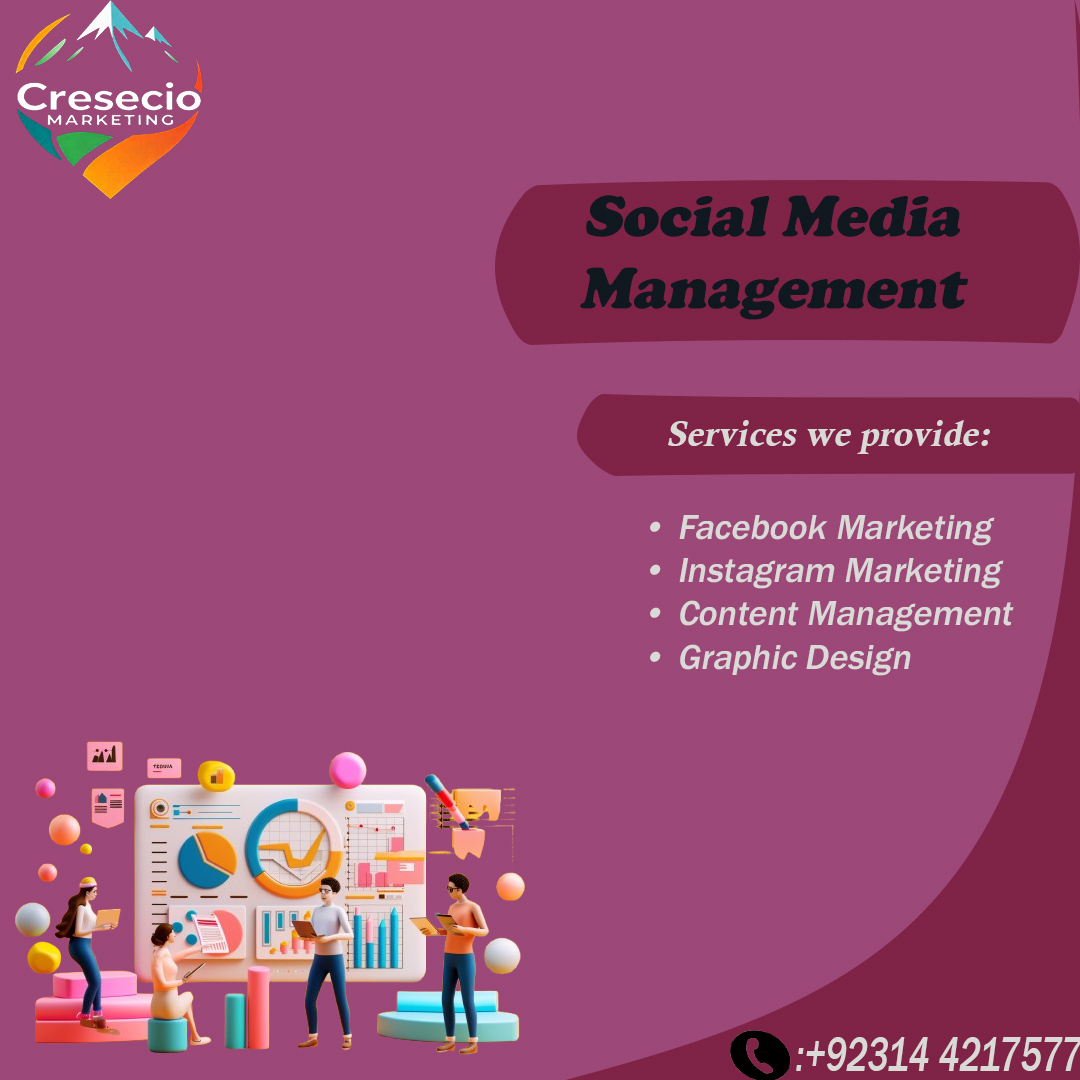 Cresecio
MARKETING
Social Media
Management
Services we provide:
• Facebook Marketing
• Instagram Marketing
• Content Management
• Graphic Design
:+92314 4217577